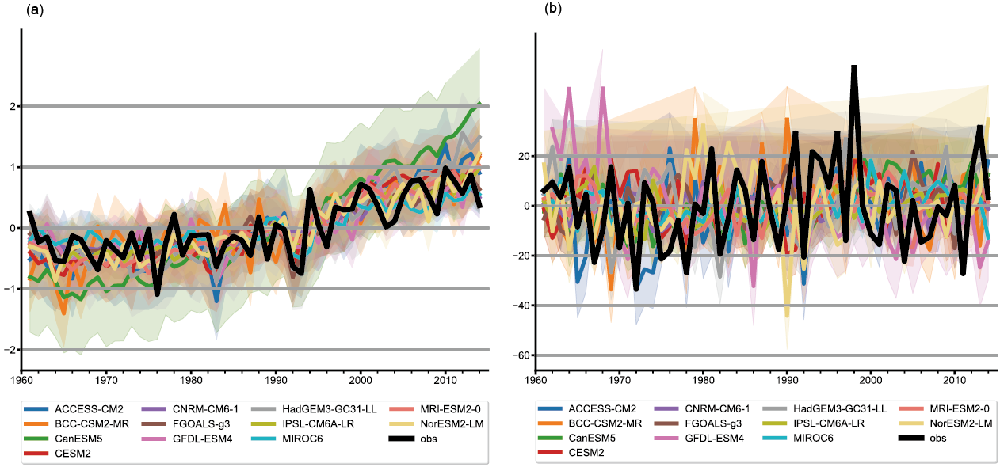 (a)
2
1
0
−1
−2
1960 1970 1980 1990 2000 2010
ACCESS-CM2 CNRM-CM6-1 HadGEM3-GC31-LL MRI-ESM2-0
BCC-CSM2-MR FGOALS-g3 IPSL-CM6A-LR NorESM2-LM
CanESM5 GFDL-ESM4 MIROC6 obs
CESM2
(b)
20
0
−20
−40
−60
1960 1970 1980 1990 2000 2010
ACCESS-CM2 CNRM-CM6-1 HadGEM3-GC31-LL MRI-ESM2-0
BCC-CSM2-MR FGOALS-g3 IPSL-CM6A-LR NorESM2-LM
CanESM5 GFDL-ESM4 MIROC6 obs
CESM2